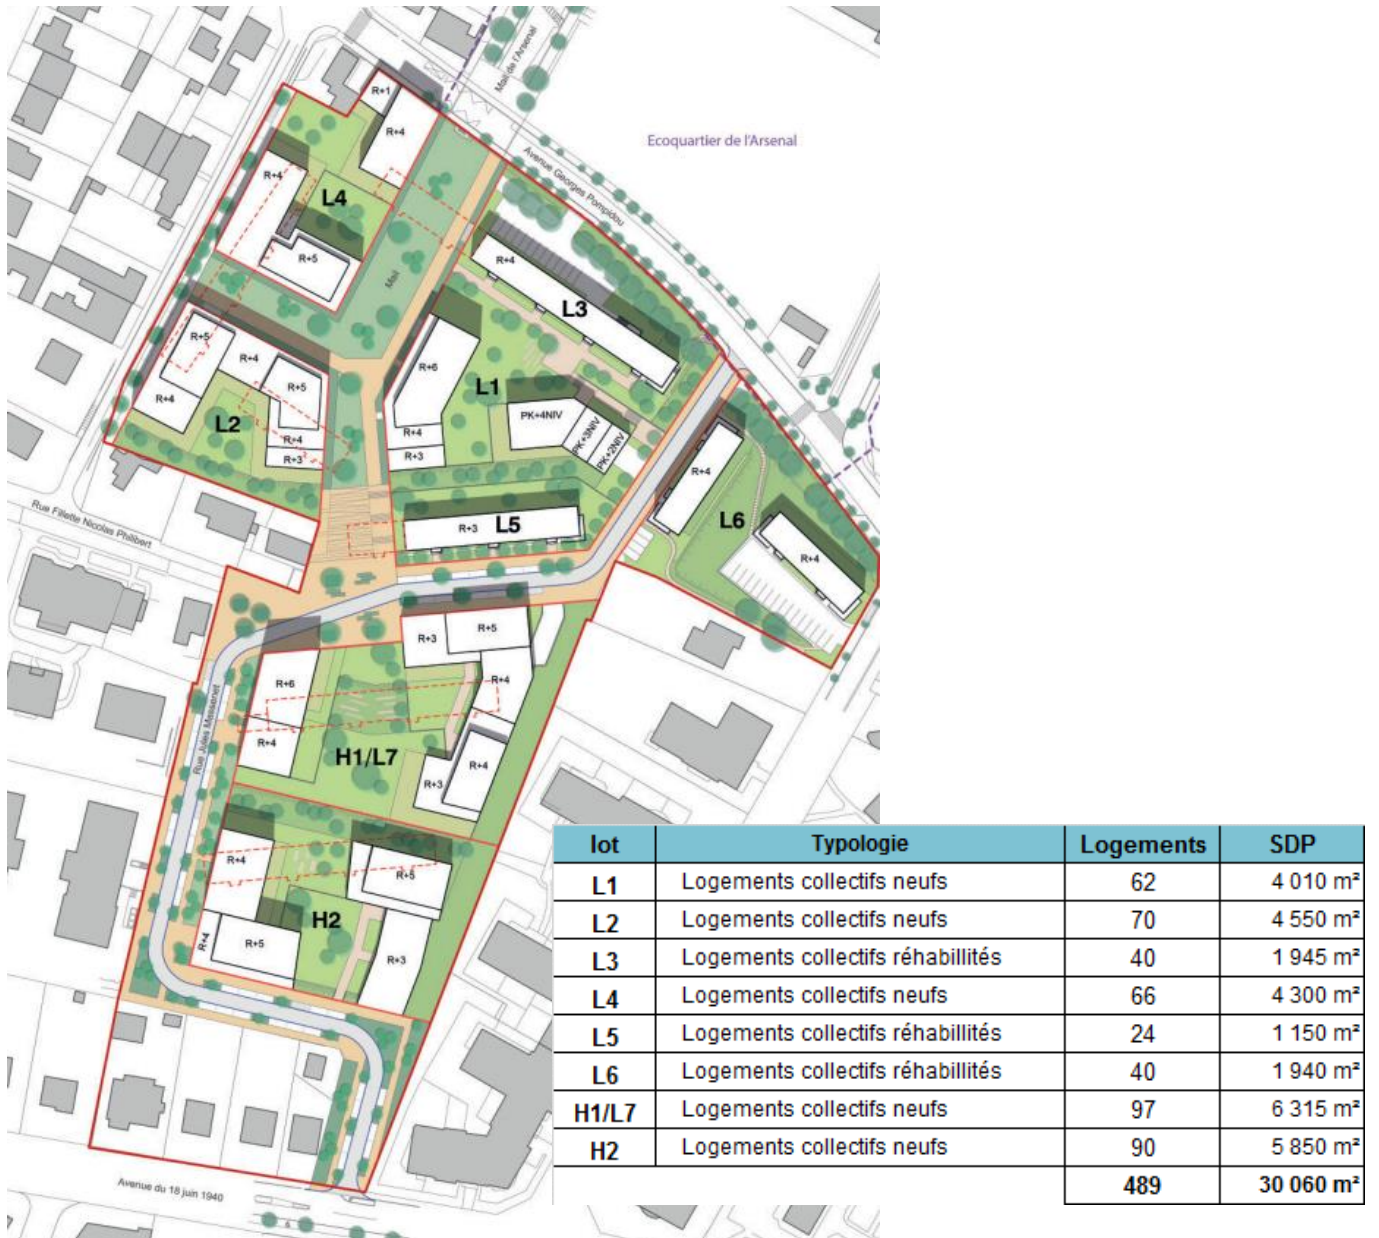 Mail de l'Arsenal
Ecoquartier de l'Arsenal
Avenue Georges Pompidou
R+1
R+4
R+4
L4
R+5
Mail
R+4
L3
R+5
R+4
R+5
R+4
L2
R+4
R+3
R+6
L1
R+4
R+3
PK+4NIV
PK+3NIV
PK+2NIV
R+4
L6
R+4
R+3
L5
Rue Fillette Nicolas Philibert
R+3
R+5
R+6
R+4
R+4
H1/L7
R+3
R+4
Rue Jules Massenet
R+4
R+5
H2
R+4
R+5
R+3
Avenue du 18 juin 1940
6
lot Typologie Logements SDP
L1 Logements collectifs neufs 62 4 010 m²
L2 Logements collectifs neufs 70 4 550 m²
L3 Logements collectifs réhabillités 40 1 945 m²
L4 Logements collectifs neufs 66 4 300 m²
L5 Logements collectifs réhabillités 24 1 150 m²
L6 Logements collectifs réhabillités 40 1 940 m²
H1/L7 Logements collectifs neufs 97 6 315 m²
H2 Logements collectifs neufs 90 5 850 m²
489 30 060 m²